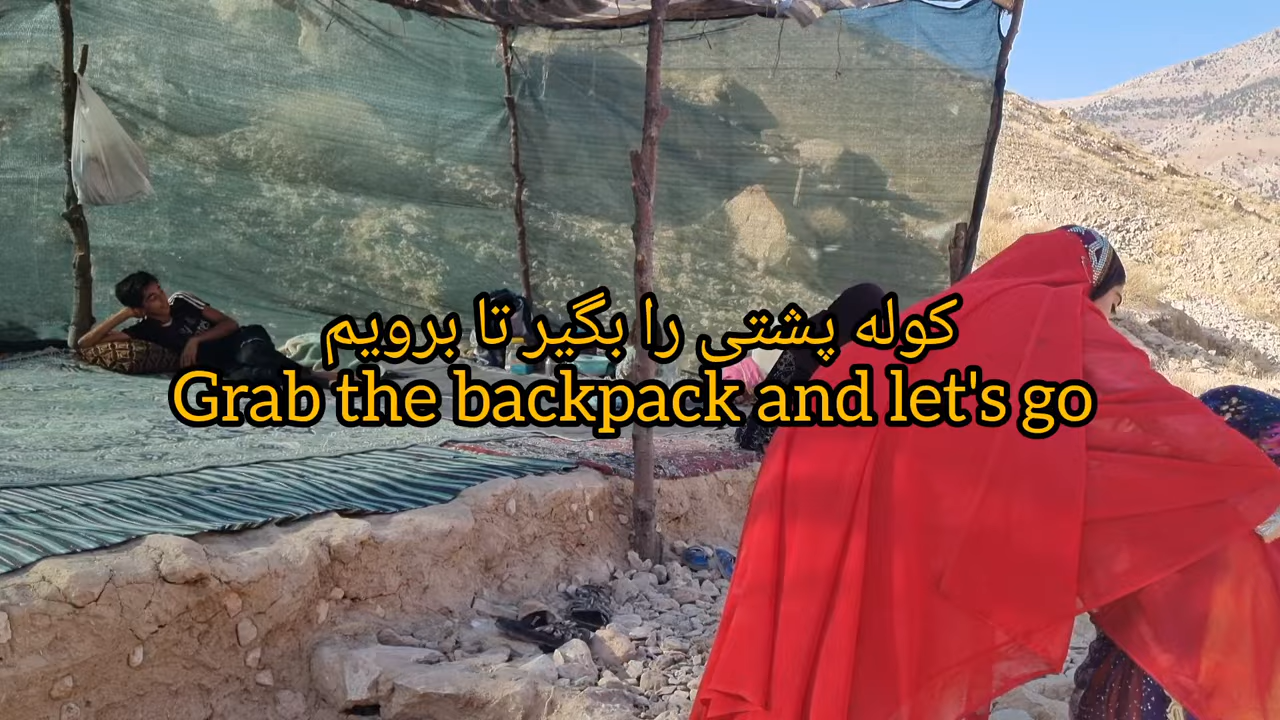 کوله پشتی را بگیر تا برویم
Grab the backpack and let's go